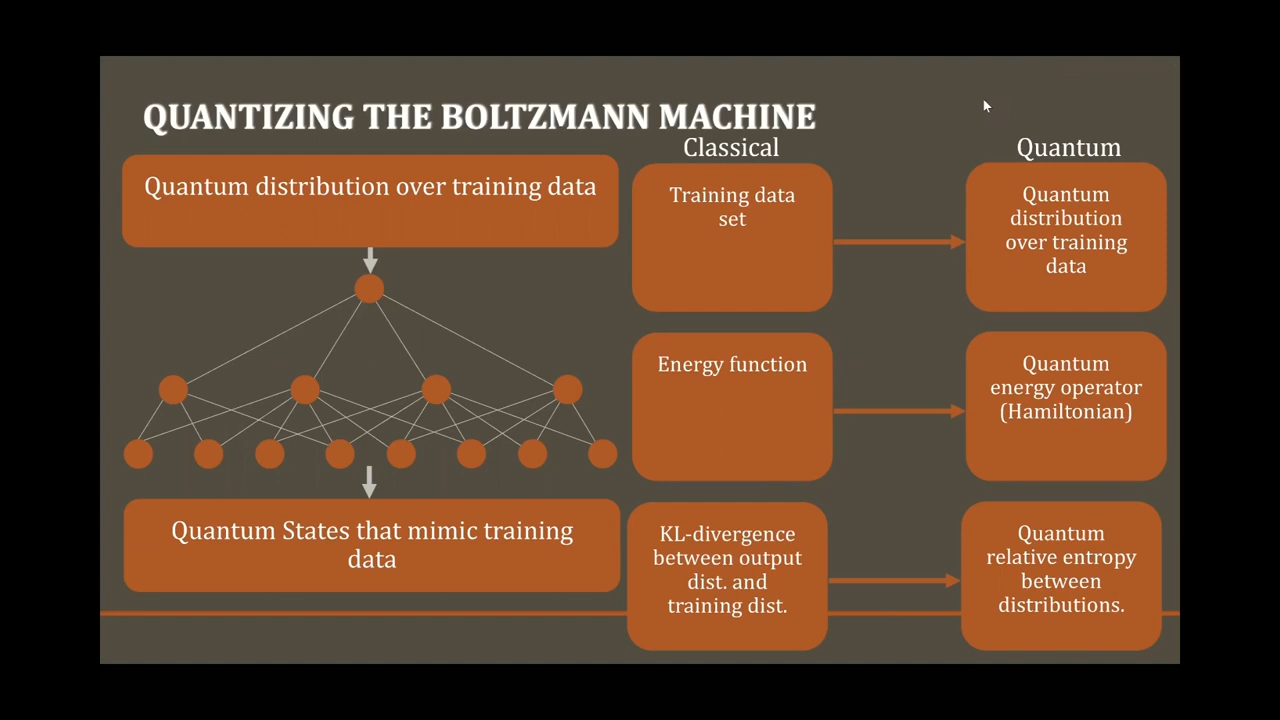 QUANTIZING THE BOLTZMANN MACHINE
Quantum distribution over training data
Quantum States that mimic training
data
Classical
Quantum
Training data
set
Quantum
distribution
over training
data
Energy function
Quantum
energy operator
(Hamiltonian)
KL-divergence
between output
dist. and
training dist.
Quantum
relative entropy
between
distributions.